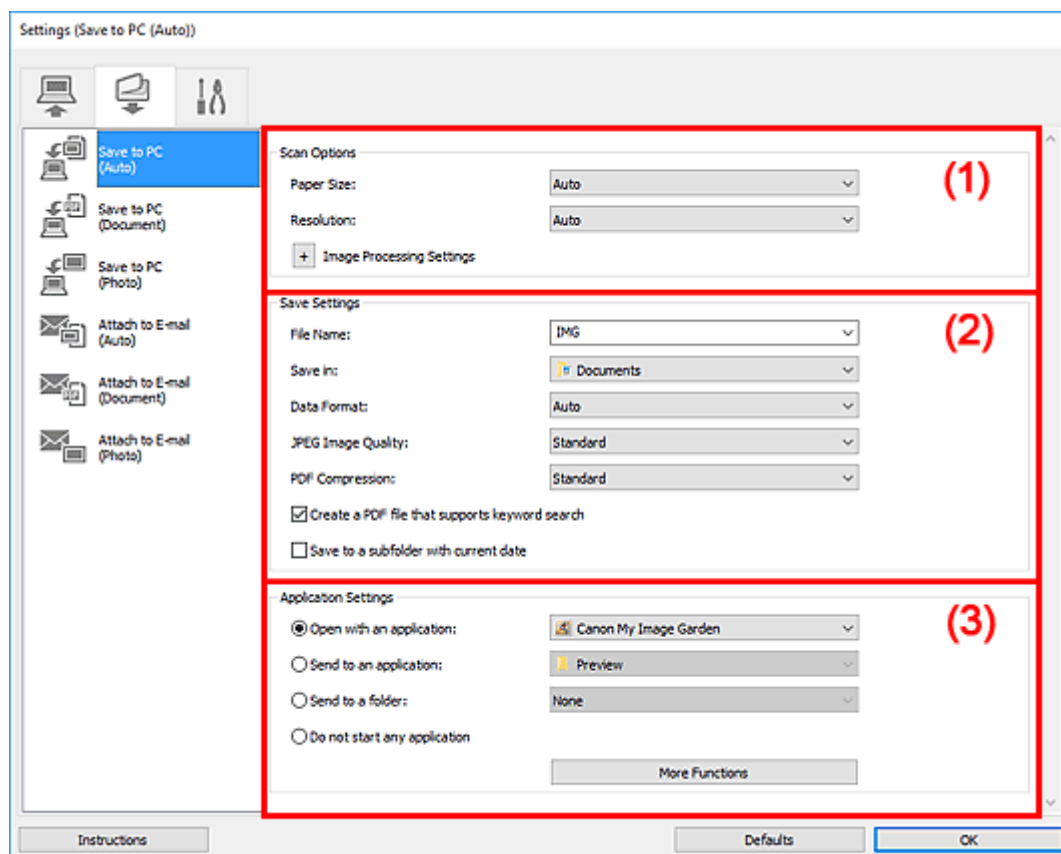 Settings (Save to PC (Auto))
Save to PC
(Auto)
Save to PC
(Document)
Save to PC
(Photo)
Attach to E-mail
(Auto)
Attach to E-mail
(Document)
Attach to E-mail
(Photo)
Scan Options
(1)
Paper Size: Auto
Resolution: Auto
+ Image Processing Settings
Save Settings
(2)
File Name: IMG
Save in: Documents
Data Format: Auto
JPEG Image Quality: Standard
PDF Compression: Standard
Create a PDF file that supports keyword search
Save to a subfolder with current date
Application Settings
(3)
Open with an application: Canon My Image Garden
Send to an application: Preview
Send to a folder: None
Do not start any application
More Functions
Instructions Defaults OK